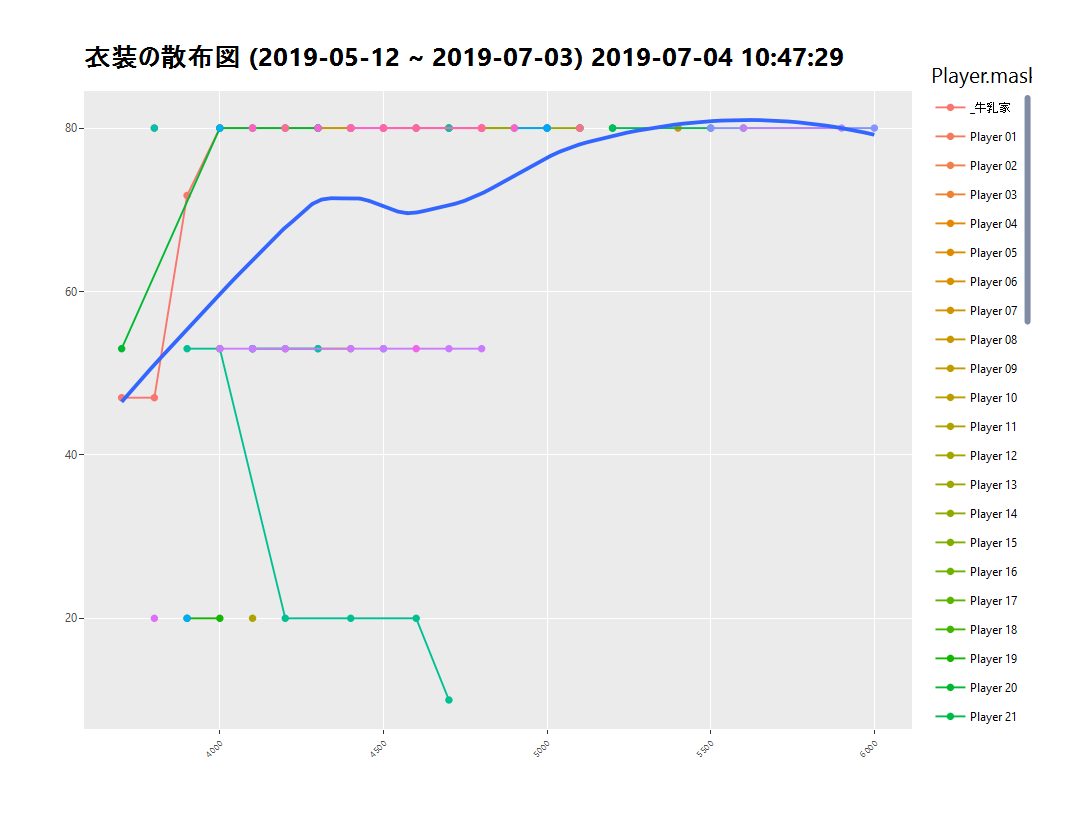 衣装の散布図 (2019-05-12 ~ 2019-07-03) 2019-07-04 10:47:29
Player.mask
_牛乳家
Player 01
Player 02
Player 03
Player 04
Player 05
Player 06
Player 07
Player 08
Player 09
Player 10
Player 11
Player 12
Player 13
Player 14
Player 15
Player 16
Player 17
Player 18
Player 19
Player 20
Player 21
80
60
40
20
4000
4500
5000
5500
6000